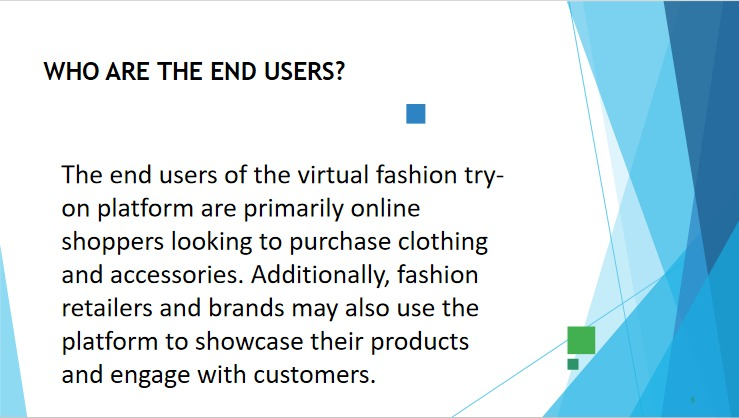 WHO ARE THE END USERS?
The end users of the virtual fashion try-
on platform are primarily online
shoppers looking to purchase clothing
and accessories. Additionally, fashion
retailers and brands may also use the
platform to showcase their products
and engage with customers.